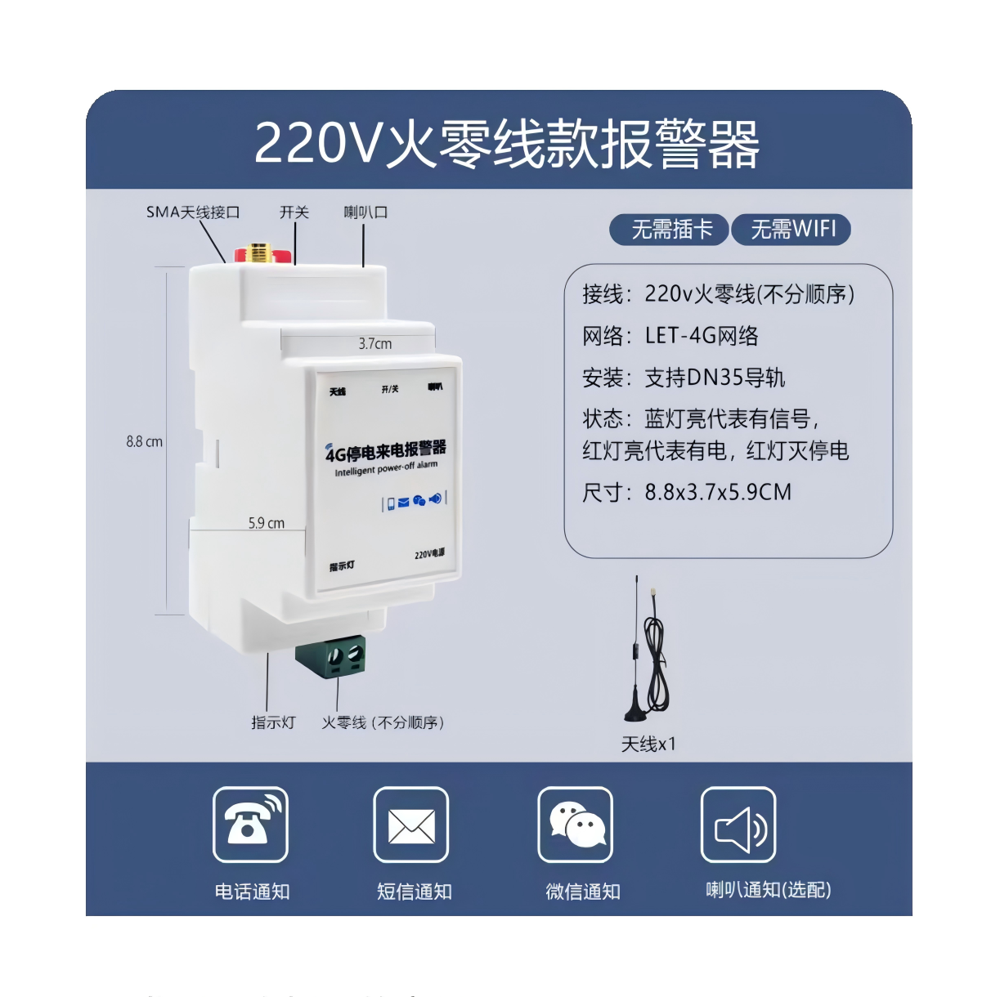 220V火零线款报警器
SMA天线接口
开关
喇叭口
无需插卡
无需WIFI
接线：220v火零线(不分顺序)
网络：LET-4G网络
安装：支持DN35导轨
状态：蓝灯亮代表有信号，
红灯亮代表有电，红灯灭停电
尺寸：8.8x3.7x5.9CM
3.7cm
8.8 cm
5.9 cm
天线
开/关
喇叭
4G停电来电报警器
Intelligent power-off alarm
指示灯
220V电源
指示灯
火零线 (不分顺序)
天线x1
电话通知
短信通知
微信通知
喇叭通知(选配)